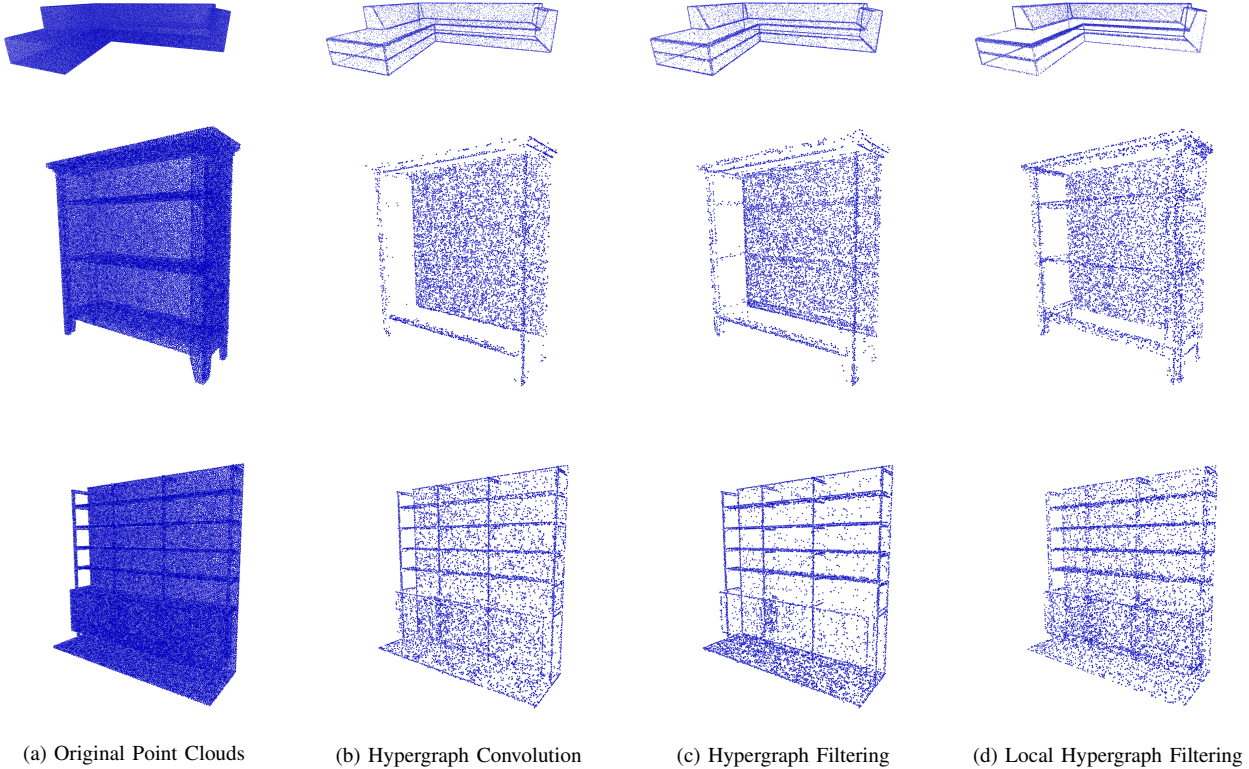 (a) Original Point Clouds
(b) Hypergraph Convolution
(c) Hypergraph Filtering
(d) Local Hypergraph Filtering